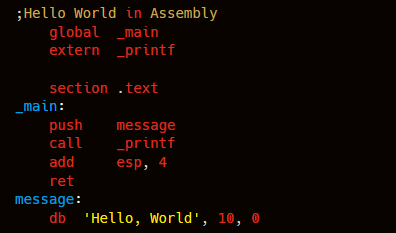 ;Hello World in Assembly
    global  _main
    extern  _printf

    section .text
_main:
    push    message
    call    _printf
    add     esp, 4
    ret
message:
    db  'Hello, World', 10, 0